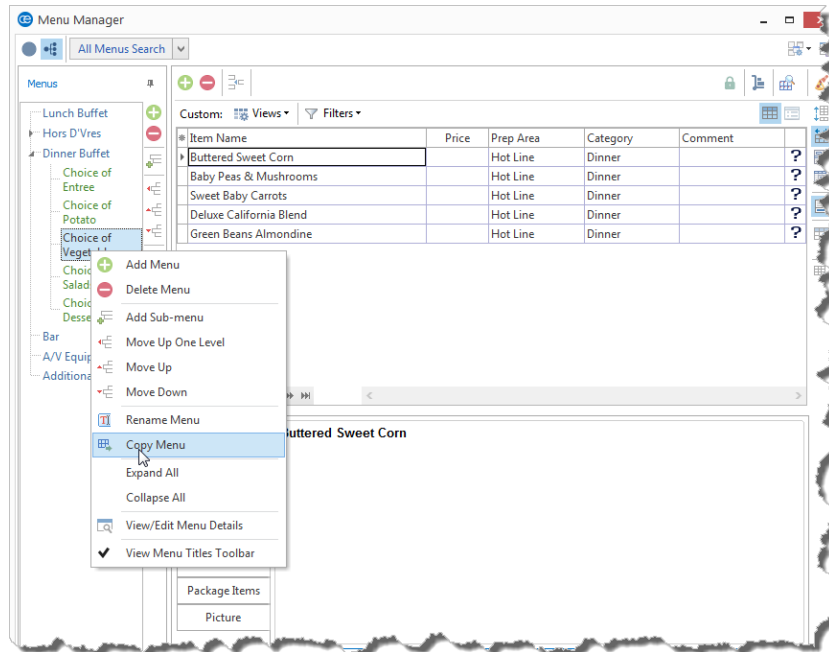 ce Menu Manager
All Menus Search
Menus
Lunch Buffet
Hors D'Vres
Dinner Buffet
Choice of
Entree
Choice of
Potato
Choice of
Bar
Custom: Views Filters
Item Name Price Prep Area Category Comment
Buttered Sweet Corn Hot Line Dinner ?
Baby Peas & Mushrooms Hot Line Dinner ?
Sweet Baby Carrots Hot Line Dinner ?
Deluxe California Blend Hot Line Dinner ?
Green Beans Almondine Hot Line Dinner ?
Add Menu
Delete Menu
Add Sub-menu
Move Up One Level
Move Up
Move Down
Rename Menu
Copy Menu
Expand All
Collapse All
View/Edit Menu Details
View Menu Titles Toolbar
Buttered Sweet Corn
Package Items
Picture